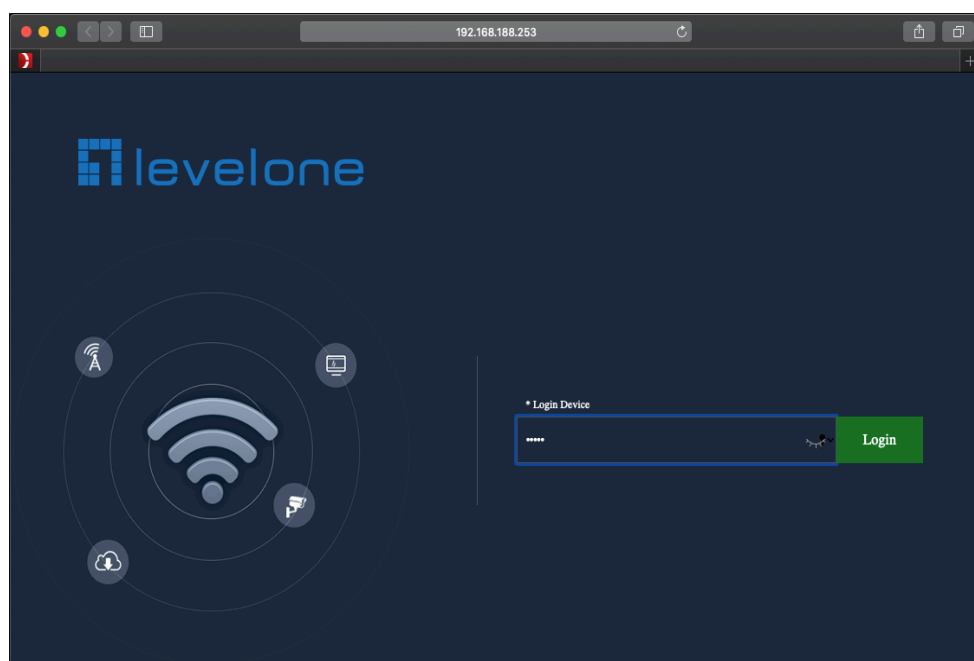 192.168.188.253
levelone
* Login Device
•••••
Login